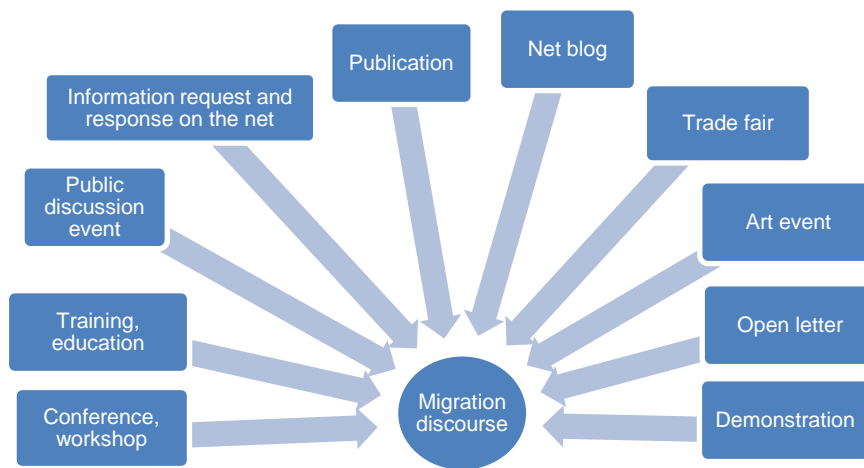 Net blog
Publication
Information request and
response on the net
Trade fair
Public
discussion
event
Art event
Training,
education
Open letter
Conference,
workshop
Migration
discourse
Demonstration